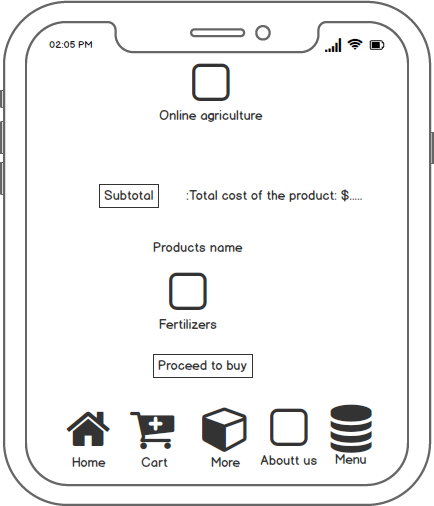 02:05 PM
Online agriculture
Subtotal :Total cost of the product: $.....
Products name
Fertilizers
Proceed to buy
Home Cart More Aboutt us Menu